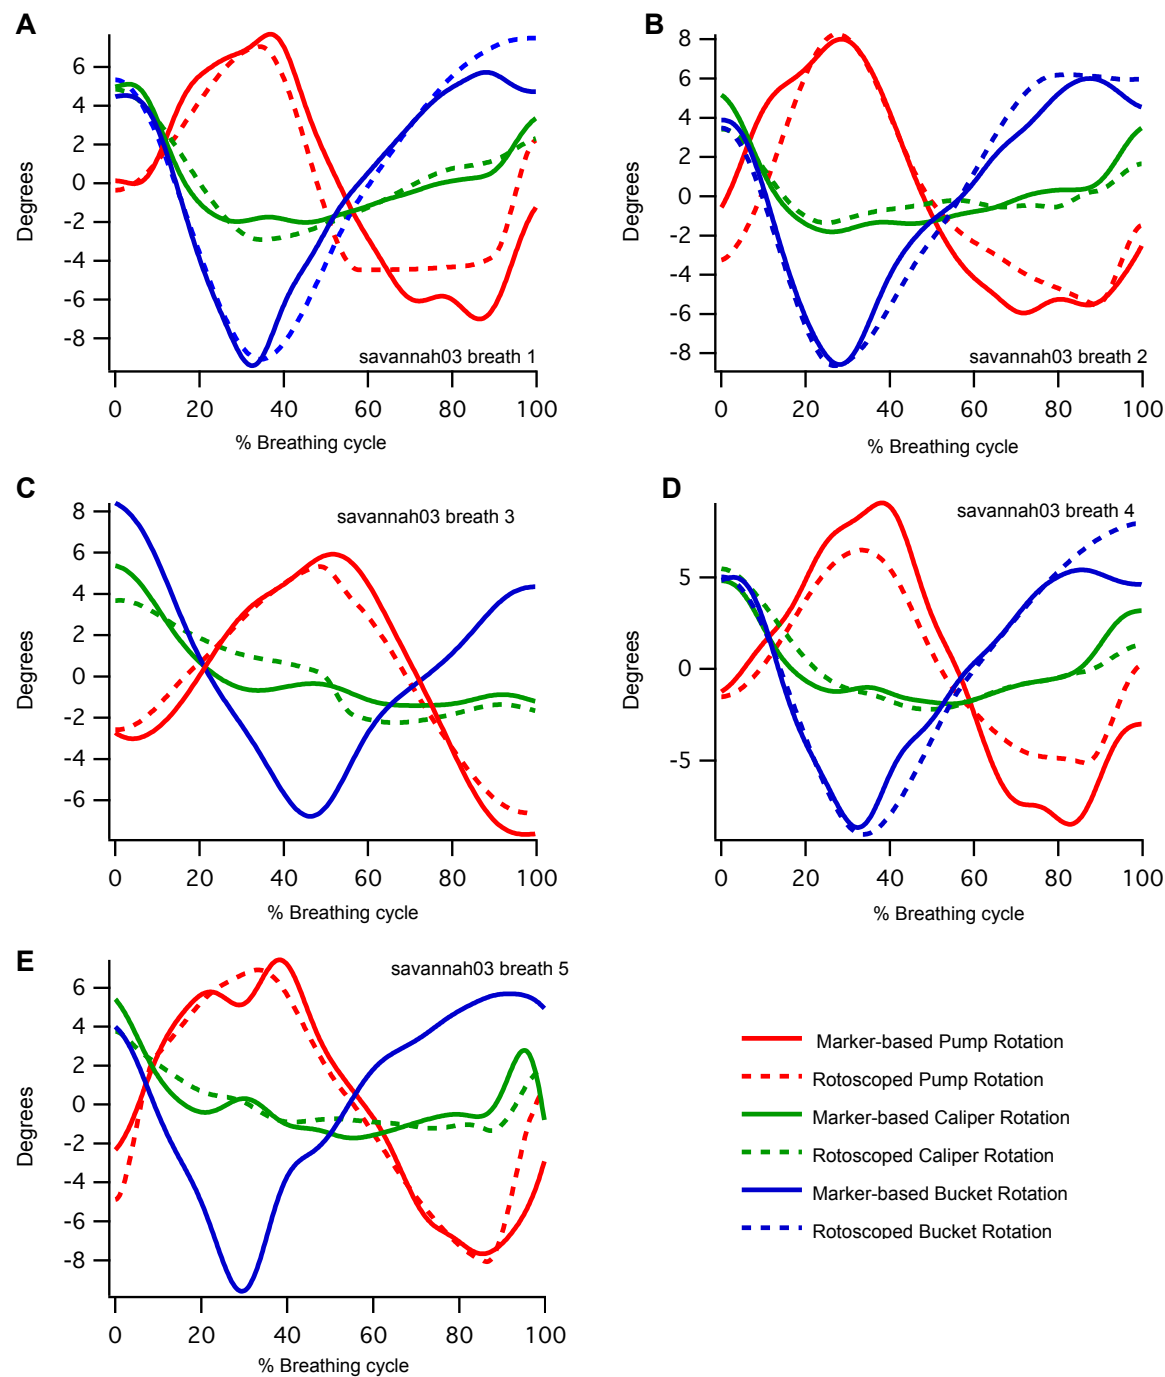 A
6
4
2
0
-2
-4
-6
-8
Degrees
savannah03 breath 1
0 20 40 60 80 100
% Breathing cycle
B
8
6
4
2
0
-2
-4
-6
-8
Degrees
savannah03 breath 2
0 20 40 60 80 100
% Breathing cycle
C
8
6
4
2
0
-2
-4
-6
Degrees
savannah03 breath 3
0 20 40 60 80 100
% Breathing cycle
D
5
0
-5
Degrees
savannah03 breath 4
0 20 40 60 80 100
% Breathing cycle
E
6
4
2
0
-2
-4
-6
-8
Degrees
savannah03 breath 5
0 20 40 60 80 100
% Breathing cycle
Marker-based Pump Rotation
Rotoscoped Pump Rotation
Marker-based Caliper Rotation
Rotoscoped Caliper Rotation
Marker-based Bucket Rotation
Rotoscoped Bucket Rotation